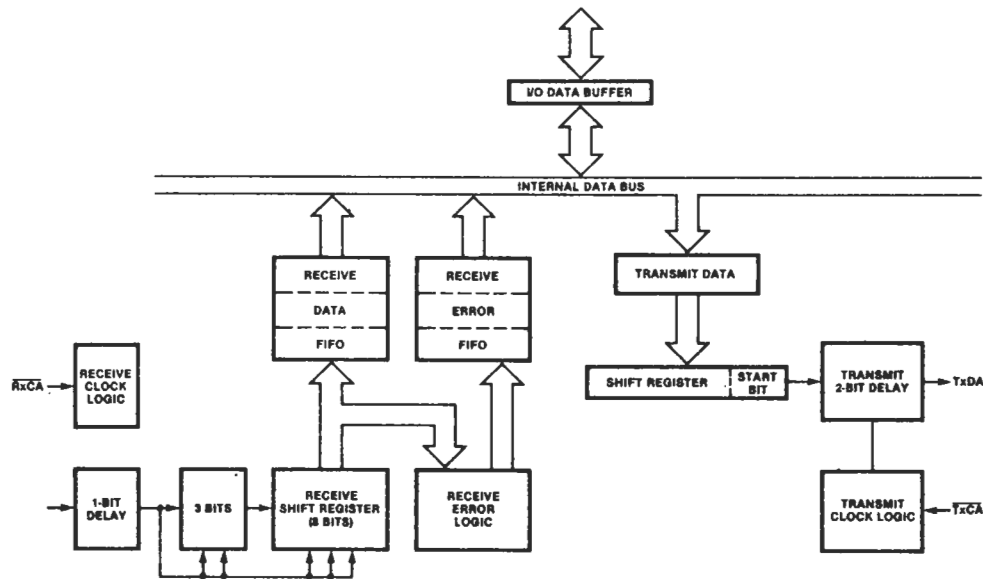 I/O DATA BUFFER
INTERNAL DATA BUS
RECEIVE
DATA
FIFO
RECEIVE
ERROR
FIFO
TRANSMIT DATA
RxCA
RECEIVE
CLOCK
LOGIC
SHIFT REGISTER
START
BIT
TRANSMIT
2-BIT DELAY
TxDA
1-BIT
DELAY
3 BITS
RECEIVE
SHIFT REGISTER
(8 BITS)
RECEIVE
ERROR
LOGIC
TRANSMIT
CLOCK LOGIC
TxCA